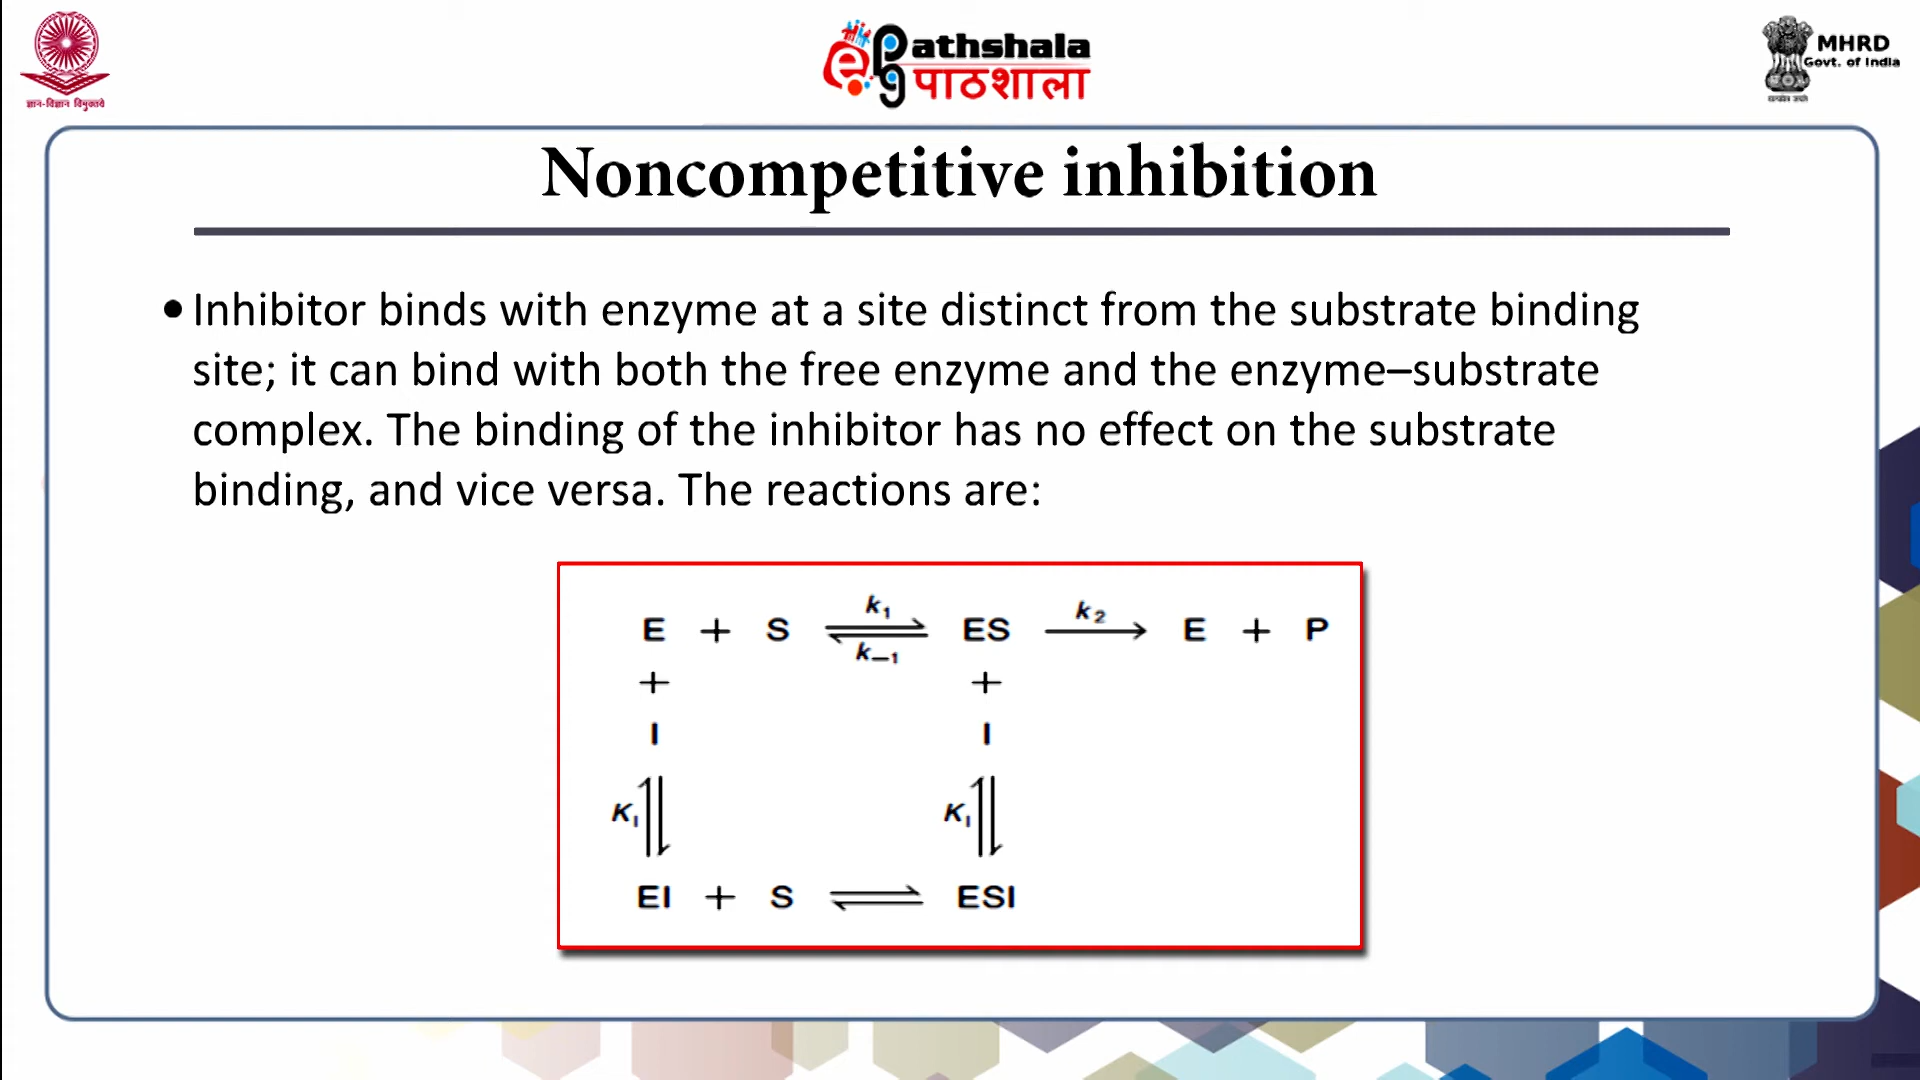 ज्ञान-विज्ञान विमुक्तये
ePG Pathshala
पाठशाला
MHRD
Govt. of India
Noncompetitive inhibition
• Inhibitor binds with enzyme at a site distinct from the substrate binding
site; it can bind with both the free enzyme and the enzyme–substrate
complex. The binding of the inhibitor has no effect on the substrate
binding, and vice versa. The reactions are:
k₁
E + S ⇌ ES k₂ → E + P
k₋₁
+ +
I I
Kᵢ ⇌ Kᵢ ⇌
EI + S ⇌ ESI